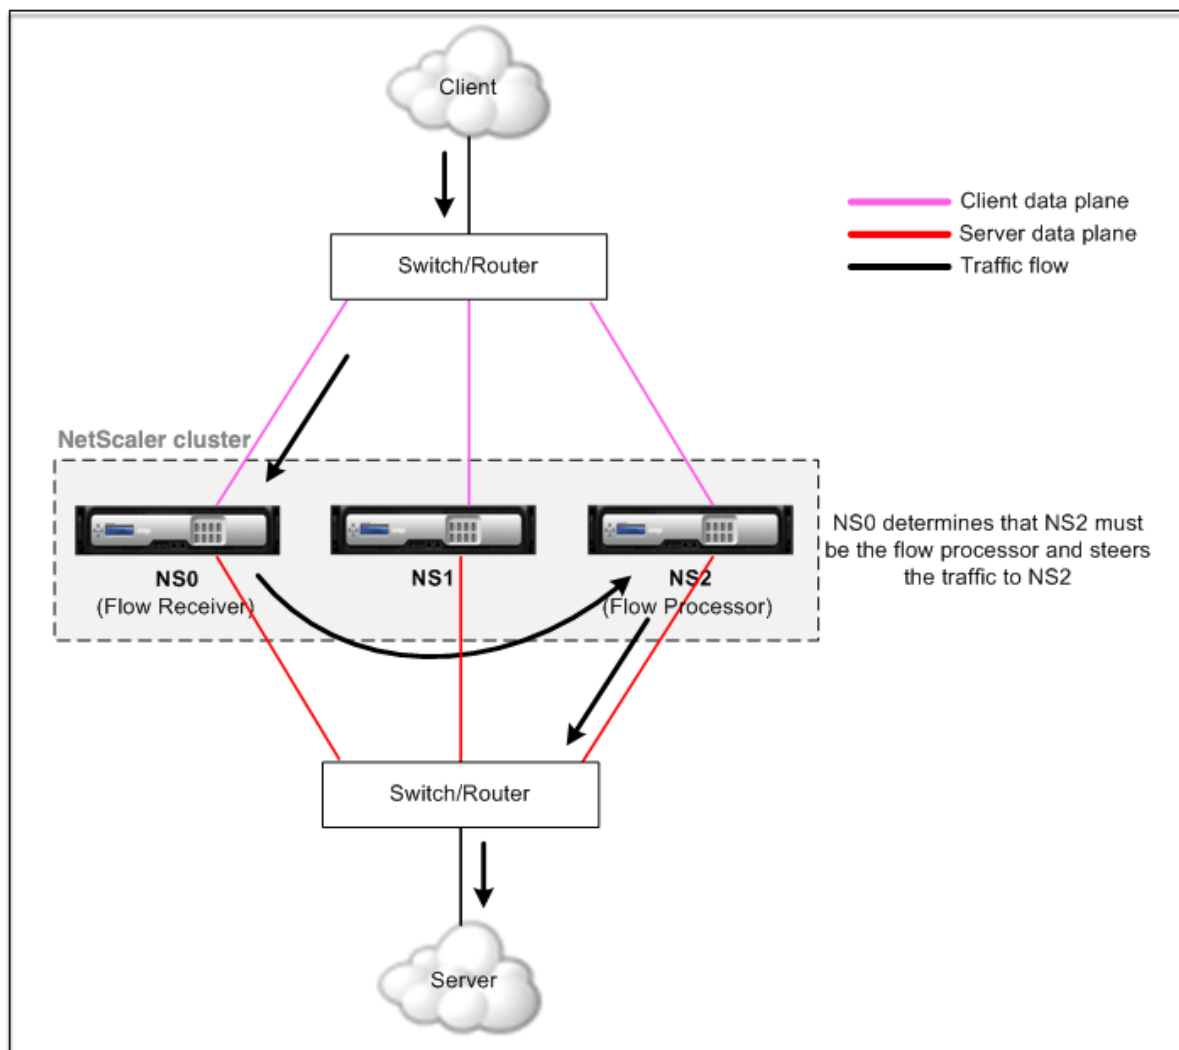 Client
Client data plane
Server data plane
Traffic flow
Switch/Router
NetScaler cluster
NS0
(Flow Receiver)
NS1
NS2
(Flow Processor)
NS0 determines that NS2 must
be the flow processor and steers
the traffic to NS2
Switch/Router
Server